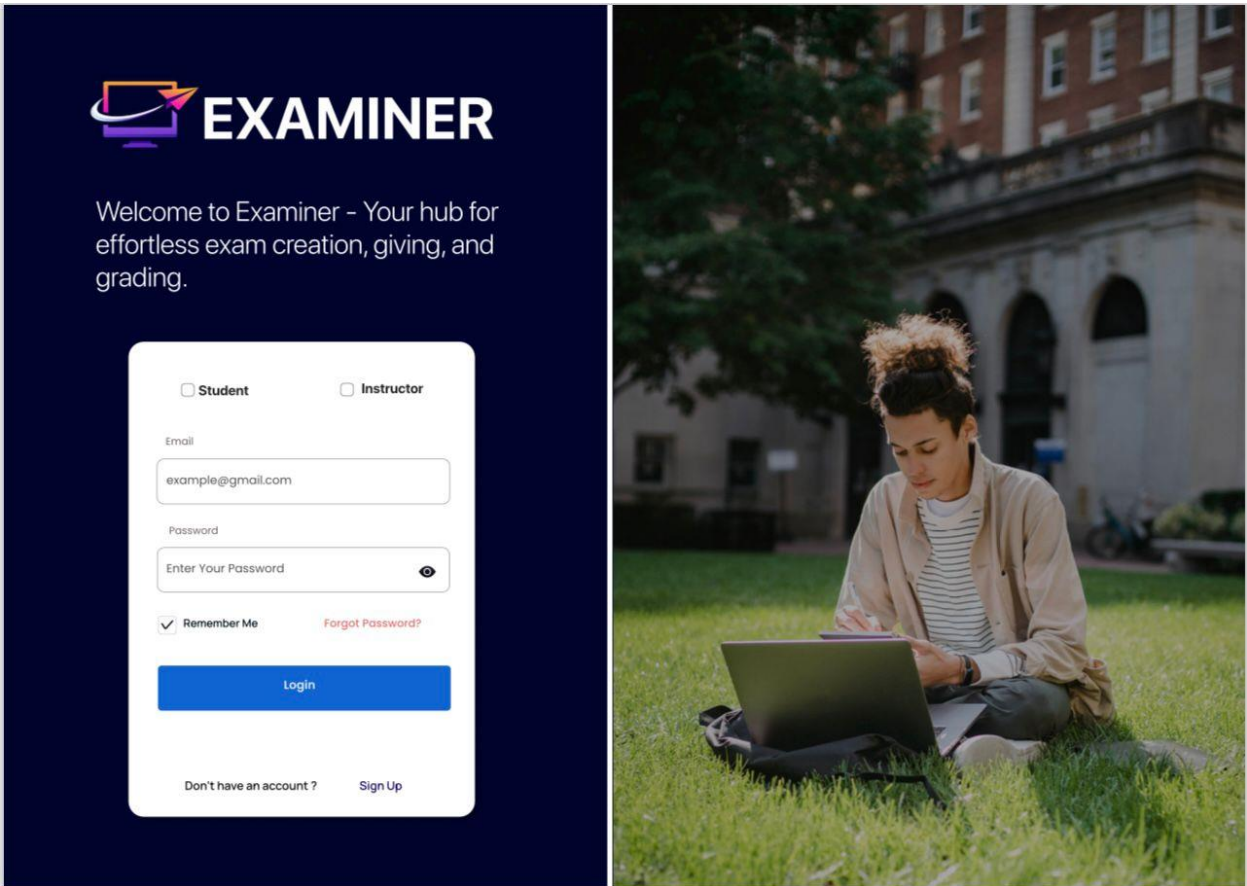 EXAMINER
Welcome to Examiner - Your hub for
effortless exam creation, giving, and
grading.
Student
Instructor
Email
example@gmail.com
Password
Enter Your Password
Remember Me
Forgot Password?
Login
Don't have an account ?
Sign Up